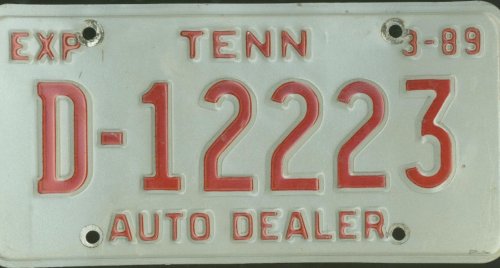 EXP TENN 3-89
D-12223
AUTO DEALER